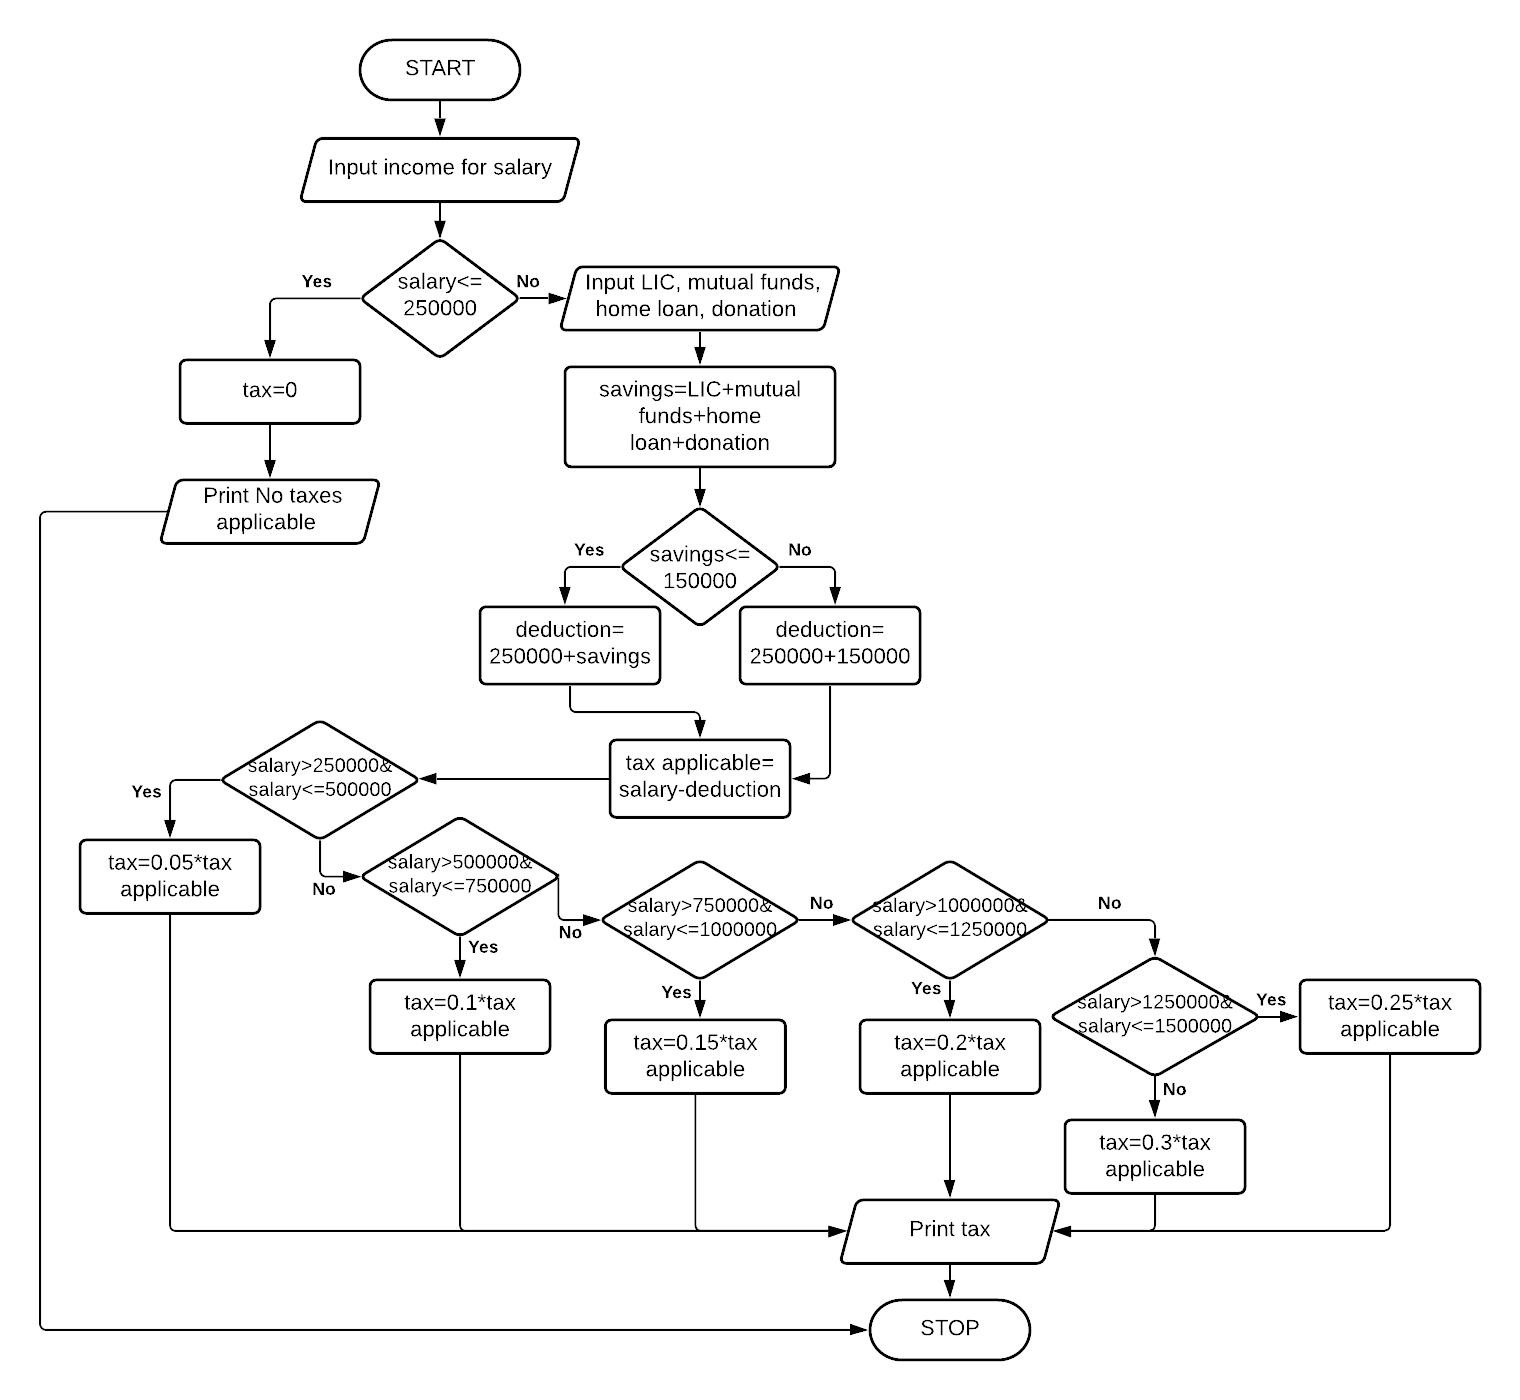 START
Input income for salary
salary<=
250000
Yes
No
Input LIC, mutual funds,
home loan, donation
tax=0
savings=LIC+mutual
funds+home
loan+donation
Print No taxes
applicable
savings<=
150000
Yes
No
deduction=
250000+savings
deduction=
250000+150000
tax applicable=
salary-deduction
salary>250000&
salary<=500000
Yes
No
tax=0.05*tax
applicable
salary>500000&
salary<=750000
Yes
No
tax=0.1*tax
applicable
salary>750000&
salary<=1000000
No
Yes
tax=0.15*tax
applicable
salary>1000000&
salary<=1250000
No
Yes
tax=0.2*tax
applicable
salary>1250000&
salary<=1500000
Yes
tax=0.25*tax
applicable
No
tax=0.3*tax
applicable
Print tax
STOP